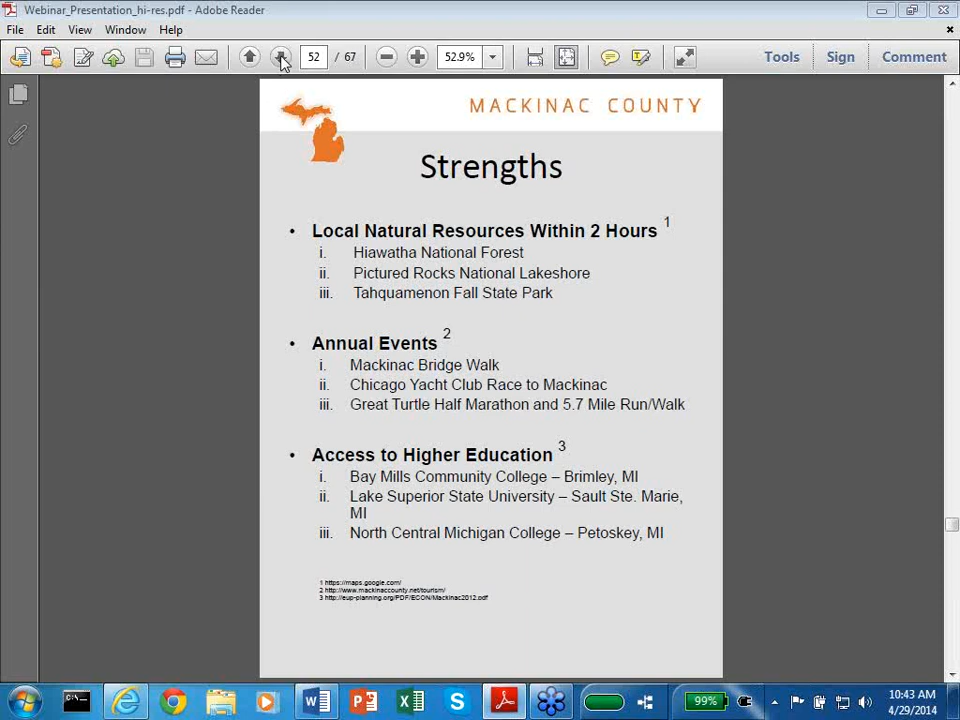 Webinar_Presentation_hi-res.pdf - Adobe Reader
File Edit View Window Help
52 / 67 52.9% Tools Sign Comment
MACKINAC COUNTY
Strengths
• Local Natural Resources Within 2 Hours 1
i. Hiawatha National Forest
ii. Pictured Rocks National Lakeshore
iii. Tahquamenon Fall State Park
• Annual Events 2
i. Mackinac Bridge Walk
ii. Chicago Yacht Club Race to Mackinac
iii. Great Turtle Half Marathon and 5.7 Mile Run/Walk
• Access to Higher Education 3
i. Bay Mills Community College – Brimley, MI
ii. Lake Superior State University – Sault Ste. Marie,
MI
iii. North Central Michigan College – Petoskey, MI
1 https://maps.google.com/
2 http://www.mackinaccounty.net/tourism/
3 http://eup-planning.org/PDF/ECON/Mackinac2012.pdf
99% 10:43 AM
4/29/2014